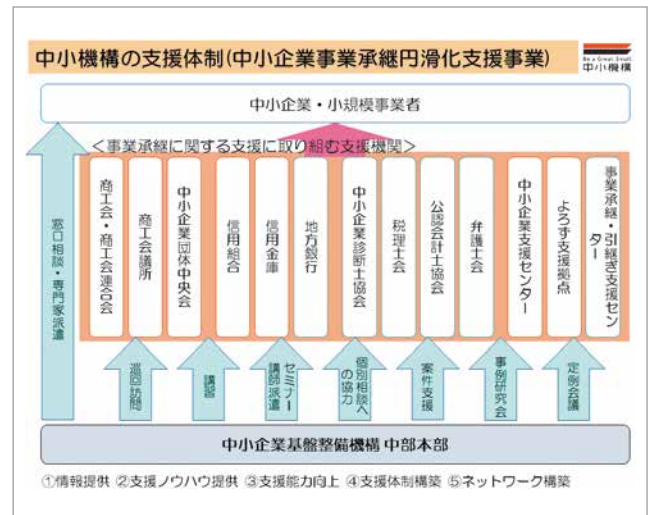 中小機構の支援体制(中小企業事業承継円滑化支援事業)
Be a Great Small.
中小機構
中小企業・小規模事業者
＜事業承継に関する支援に取り組む支援機関＞
窓口相談・専門家派遣
商工会・商工会連合会
商工会議所
中小企業団体中央会
信用組合
信用金庫
地方銀行
中小企業診断士協会
税理士会
公認会計士協会
弁護士会
中小企業支援センター
よろず支援拠点
事業承継・引継ぎ支援セン
ター
巡回訪問
講習
セミナー
講師派遣
個別相談へ
の協力
案件支援
事例研究会
定例会議
中小企業基盤整備機構 中部本部
①情報提供 ②支援ノウハウ提供 ③支援能力向上 ④支援体制構築 ⑤ネットワーク構築